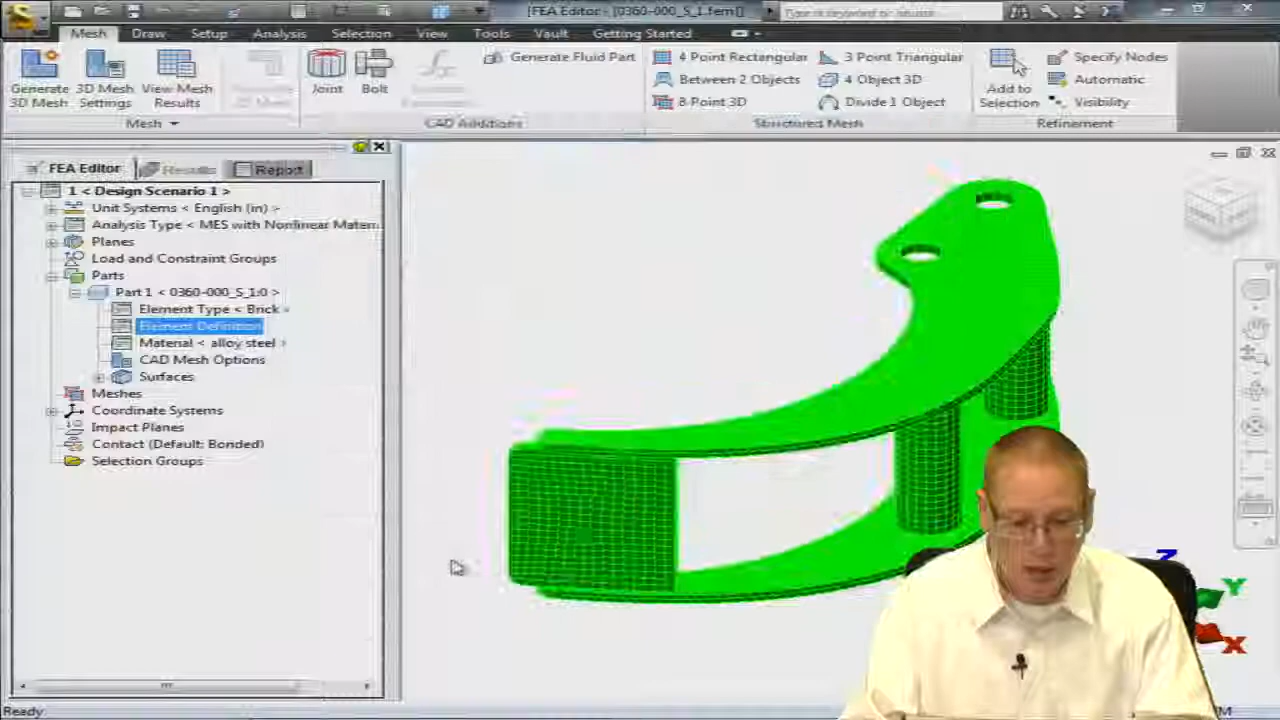 [FEA Editor - [0360-000_S_1.fem]]
Type a keyword or phrase
Mesh Draw Setup Analysis Selection View Tools Vault Getting Started
Generate 3D Mesh
3D Mesh Settings
View Mesh Results
Mesh
Joint
Bolt
Generate Fluid Part
CAD Additions
4 Point Rectangular
3 Point Triangular
Between 2 Objects
4 Object 3D
8-Point 3D
Divide 1 Object
Structured Mesh
Add to Selection
Specify Nodes
Automatic
Visibility
Refinement
FEA Editor Results Report
1 < Design Scenario 1 >
Unit Systems < English (in) >
Analysis Type < MES with Nonlinear Materi
Planes
Load and Constraint Groups
Parts
Part 1 < 0360-000_S_1:0 >
Element Type < Brick >
Element Definition
Material < alloy steel >
CAD Mesh Options
Surfaces
Meshes
Coordinate Systems
Impact Planes
Contact (Default: Bonded)
Selection Groups
Z
Y
X
Ready